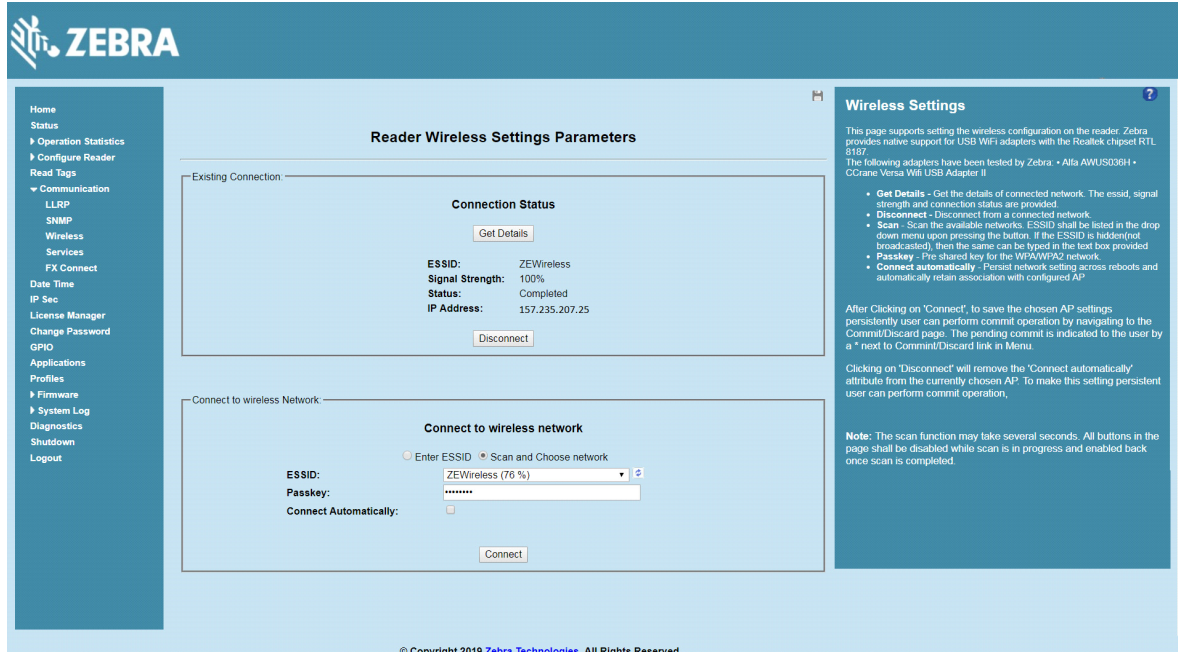 ZEBRA
Home
Status
Operation Statistics
Configure Reader
Read Tags
Communication
LLRP
SNMP
Wireless
Services
FX Connect
Date Time
IP Sec
License Manager
Change Password
GPIO
Applications
Profiles
Firmware
System Log
Diagnostics
Shutdown
Logout
Reader Wireless Settings Parameters
Existing Connection:
Connection Status
Get Details
ESSID: ZEWireless
Signal Strength: 100%
Status: Completed
IP Address: 157.235.207.25
Disconnect
Connect to wireless Network:
Connect to wireless network
Enter ESSID Scan and Choose network
ESSID: ZEWireless (76 %)
Passkey: ••••••••
Connect Automatically:
Connect
?
Wireless Settings
This page supports setting the wireless configuration on the reader. Zebra
provides native support for USB WiFi adapters with the Realtek chipset RTL
8187.
The following adapters have been tested by Zebra: • Alfa AWUS036H •
CCrane Versa Wifi USB Adapter II
• Get Details - Get the details of connected network. The essid, signal
strength and connection status are provided.
• Disconnect - Disconnect from a connected network.
• Scan - Scan the available networks. ESSID shall be listed in the drop
down menu upon pressing the button. If the ESSID is hidden(not
broadcasted), then the same can be typed in the text box provided
• Passkey - Pre shared key for the WPA/WPA2 network.
• Connect automatically - Persist network setting across reboots and
automatically retain association with configured AP
After Clicking on 'Connect', to save the chosen AP settings
persistently user can perform commit operation by navigating to the
Commit/Discard page. The pending commit is indicated to the user by
a * next to Commint/Discard link in Menu.
Clicking on 'Disconnect' will remove the 'Connect automatically'
attribute from the currently chosen AP. To make this setting persistent
user can perform commit operation,
Note: The scan function may take several seconds. All buttons in the
page shall be disabled while scan is in progress and enabled back
once scan is completed.
© Copyright 2019 Zebra Technologies. All Rights Reserved